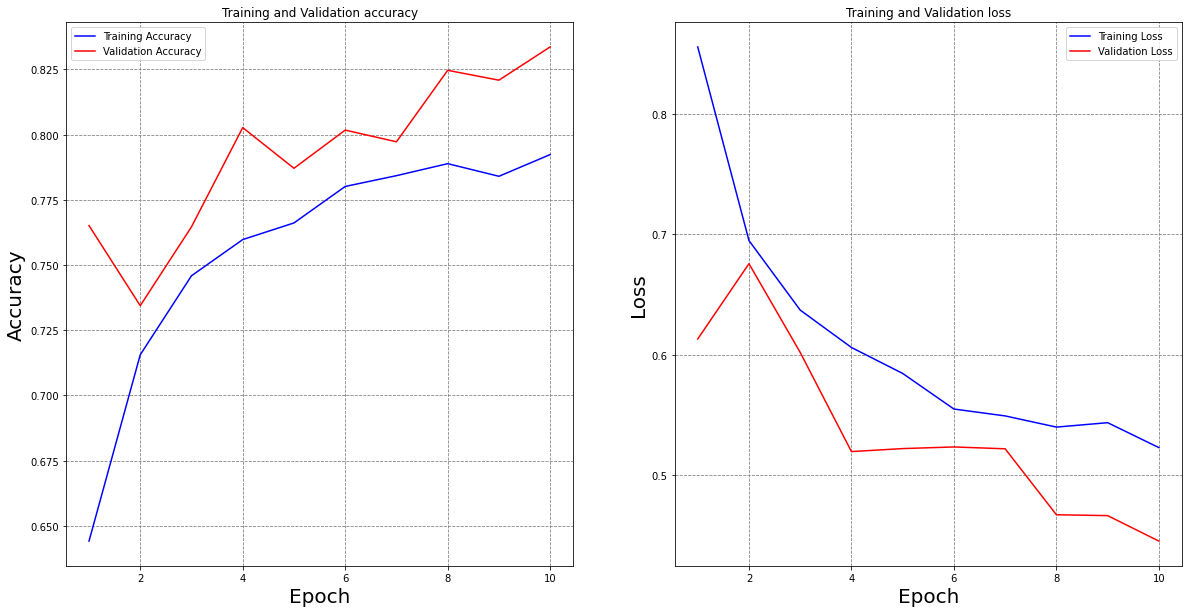 Training and Validation accuracy
Training Accuracy
Validation Accuracy
0.825
0.800
0.775
0.750
0.725
0.700
0.675
0.650
Accuracy
2 4 6 8 10
Epoch
Training and Validation loss
Training Loss
Validation Loss
0.8
0.7
0.6
0.5
Loss
2 4 6 8 10
Epoch